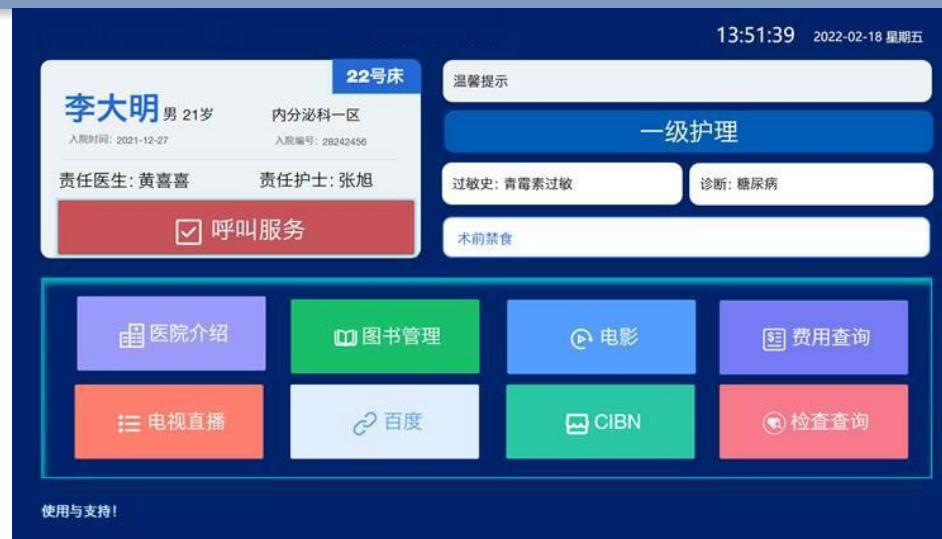 13:51:39 2022-02-18 星期五
22号床
李大明 男 21岁 内分泌科一区
入院时间: 2021-12-27 入院编号: 28242456
责任医生: 黄喜喜 责任护士: 张旭
呼叫服务
温馨提示
一级护理
过敏史: 青霉素过敏 诊断: 糖尿病
术前禁食
医院介绍 图书管理 电影 费用查询
电视直播 百度 CIBN 检查查询
使用与支持!